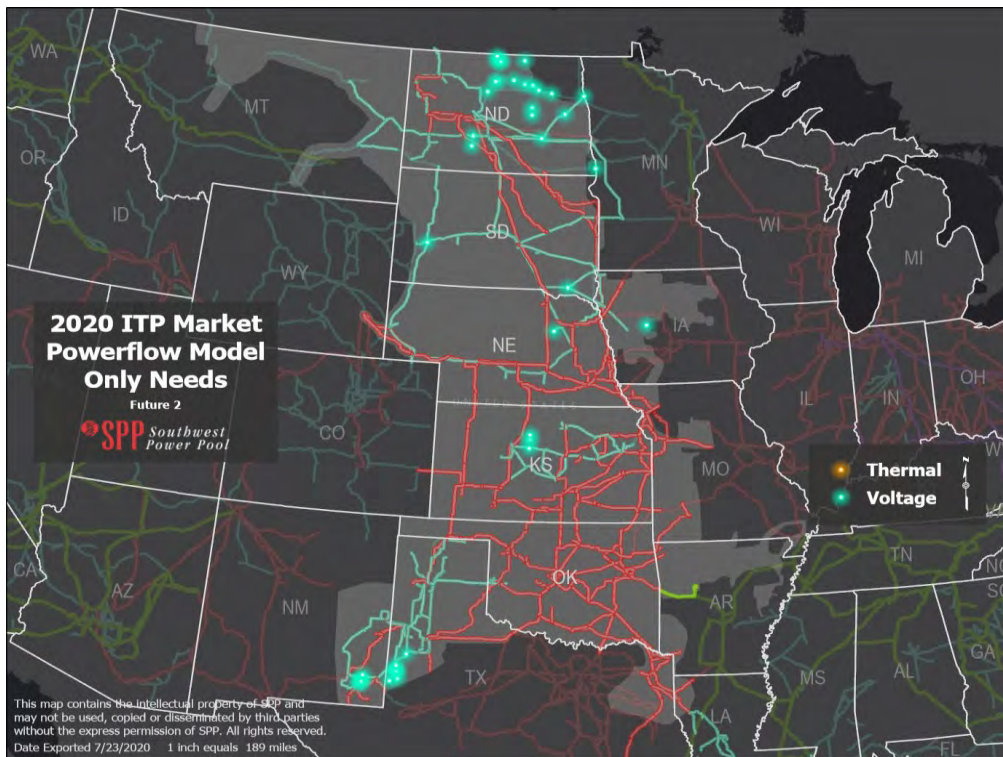 WA
MT
ND
MN
OR
ID
SD
WI
MI
WY
2020 ITP Market
Powerflow Model
Only Needs
Future 2
SPP Southwest
Power Pool
IA
NE
UNITED STATES
IL
IN
OH
CO
KS
MO
W
Thermal
Voltage
N
CA
AZ
NM
OK
TN
NC
SC
AR
TX
MS
AL
GA
LA
FL
This map contains the intellectual property of SPP and
may not be used, copied or disseminated by third parties
without the express permission of SPP. All rights reserved.
Date Exported 7/23/2020 1 inch equals 189 miles